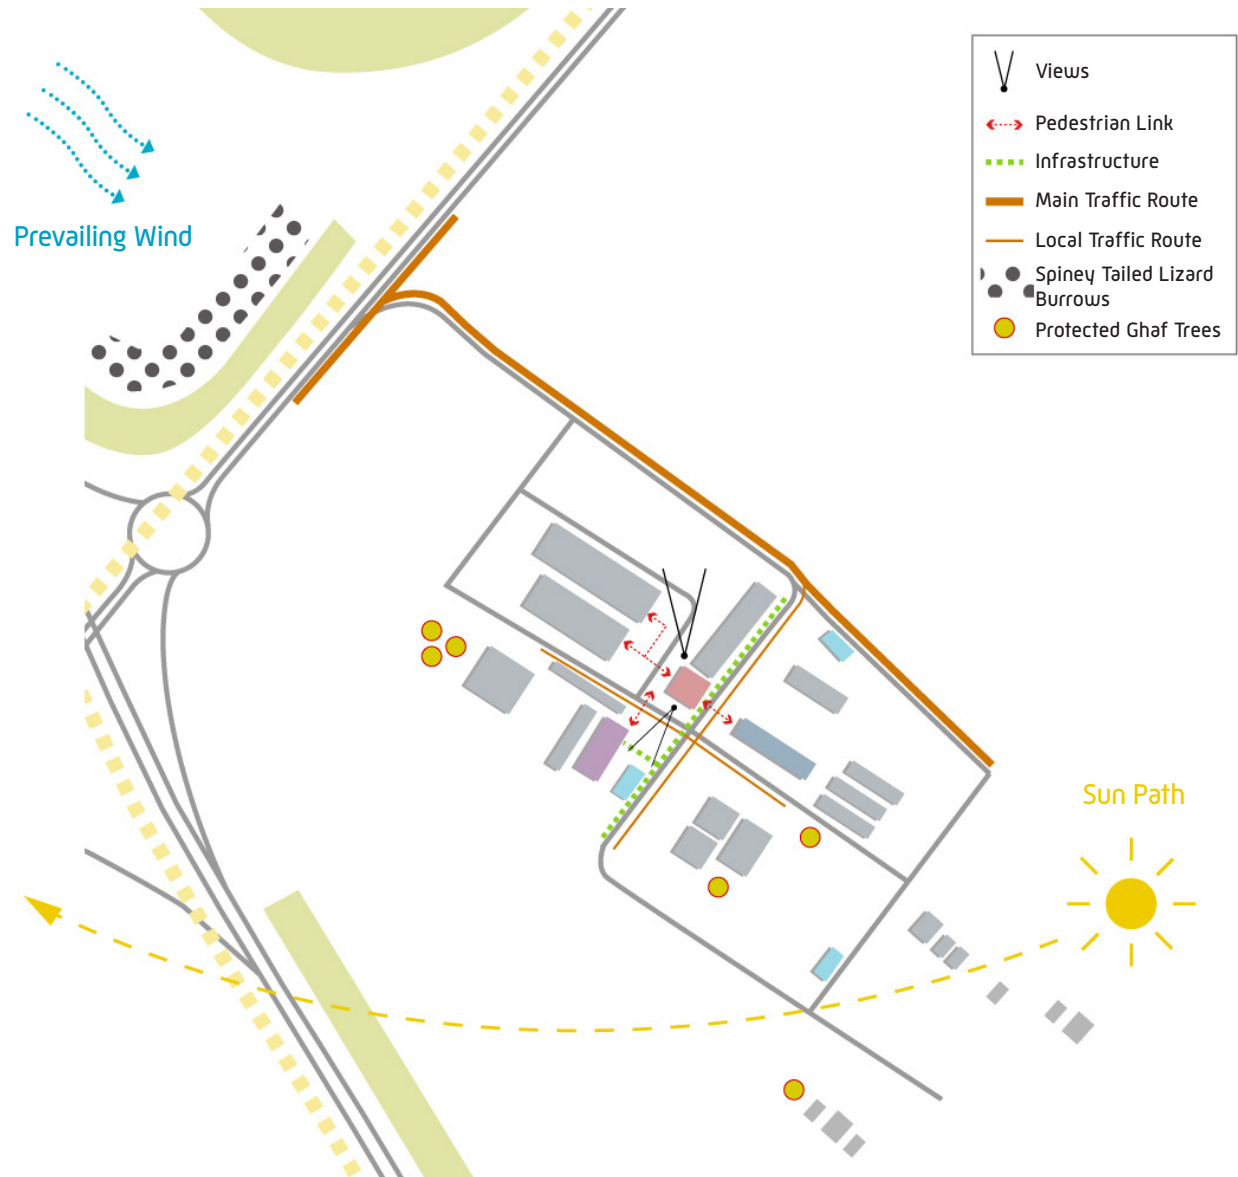 Views
Pedestrian Link
Infrastructure
Main Traffic Route
Local Traffic Route
Spiney Tailed Lizard
Burrows
Protected Ghaf Trees
Prevailing Wind
Sun Path